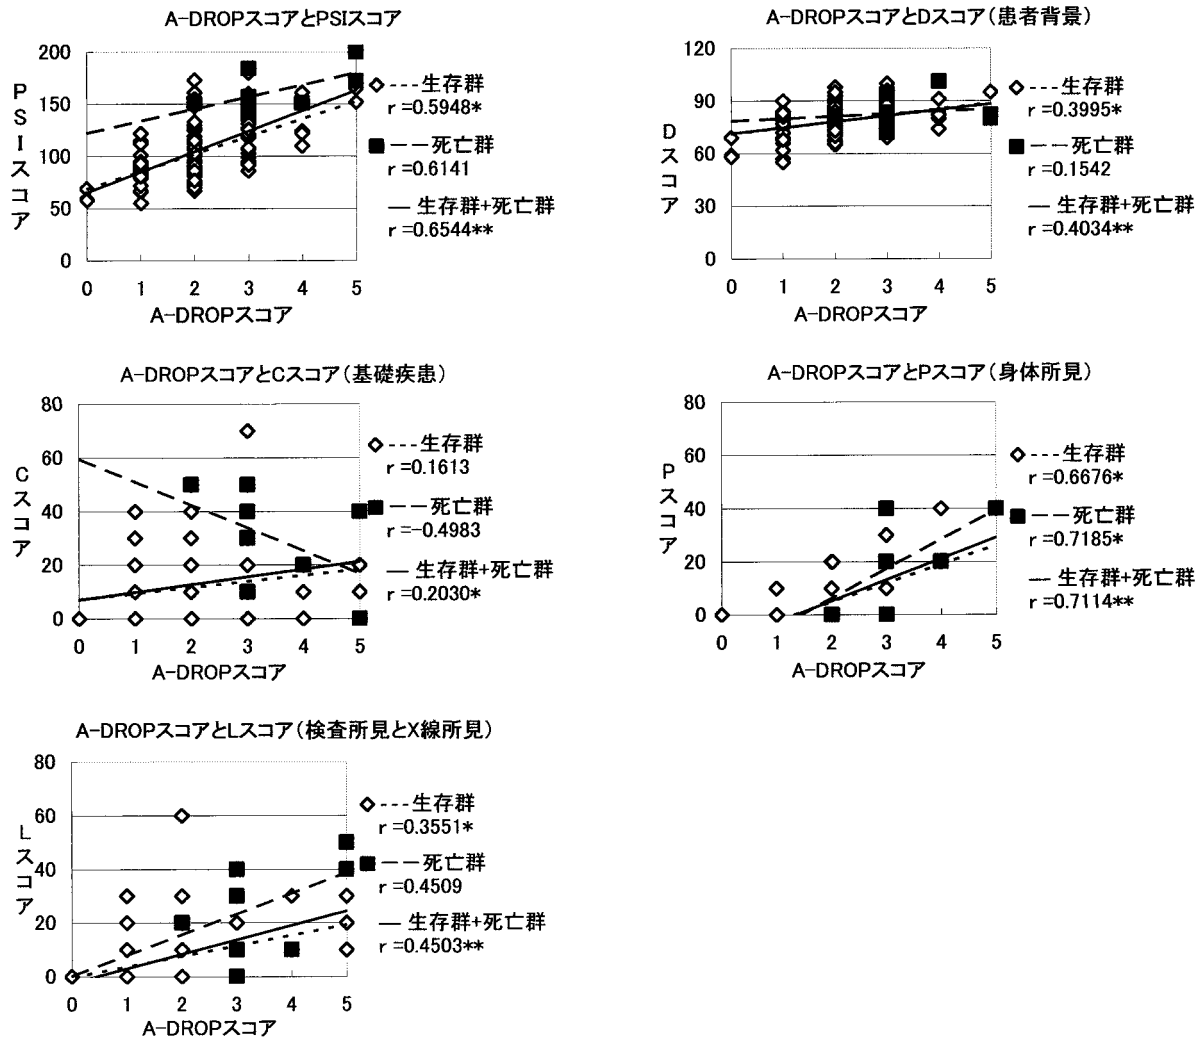 A-DROPスコアとPSIスコア
PSIスコア
200
150
100
50
0
0 1 2 3 4 5
A-DROPスコア
---生存群
r=0.5948*
--死亡群
r=0.6141
— 生存群+死亡群
r=0.6544**
A-DROPスコアとDスコア(患者背景)
Dスコア
120
90
60
30
0
0 1 2 3 4 5
A-DROPスコア
---生存群
r=0.3995*
--死亡群
r=0.1542
— 生存群+死亡群
r=0.4034**
A-DROPスコアとCスコア(基礎疾患)
Cスコア
80
60
40
20
0
0 1 2 3 4 5
A-DROPスコア
---生存群
r=0.1613
--死亡群
r=-0.4983
— 生存群+死亡群
r=0.2030*
A-DROPスコアとPスコア(身体所見)
Pスコア
80
60
40
20
0
0 1 2 3 4 5
A-DROPスコア
---生存群
r=0.6676*
--死亡群
r=0.7185*
— 生存群+死亡群
r=0.7114**
A-DROPスコアとLスコア(検査所見とX線所見)
Lスコア
80
60
40
20
0
0 1 2 3 4 5
A-DROPスコア
---生存群
r=0.3551*
--死亡群
r=0.4509
— 生存群+死亡群
r=0.4503**